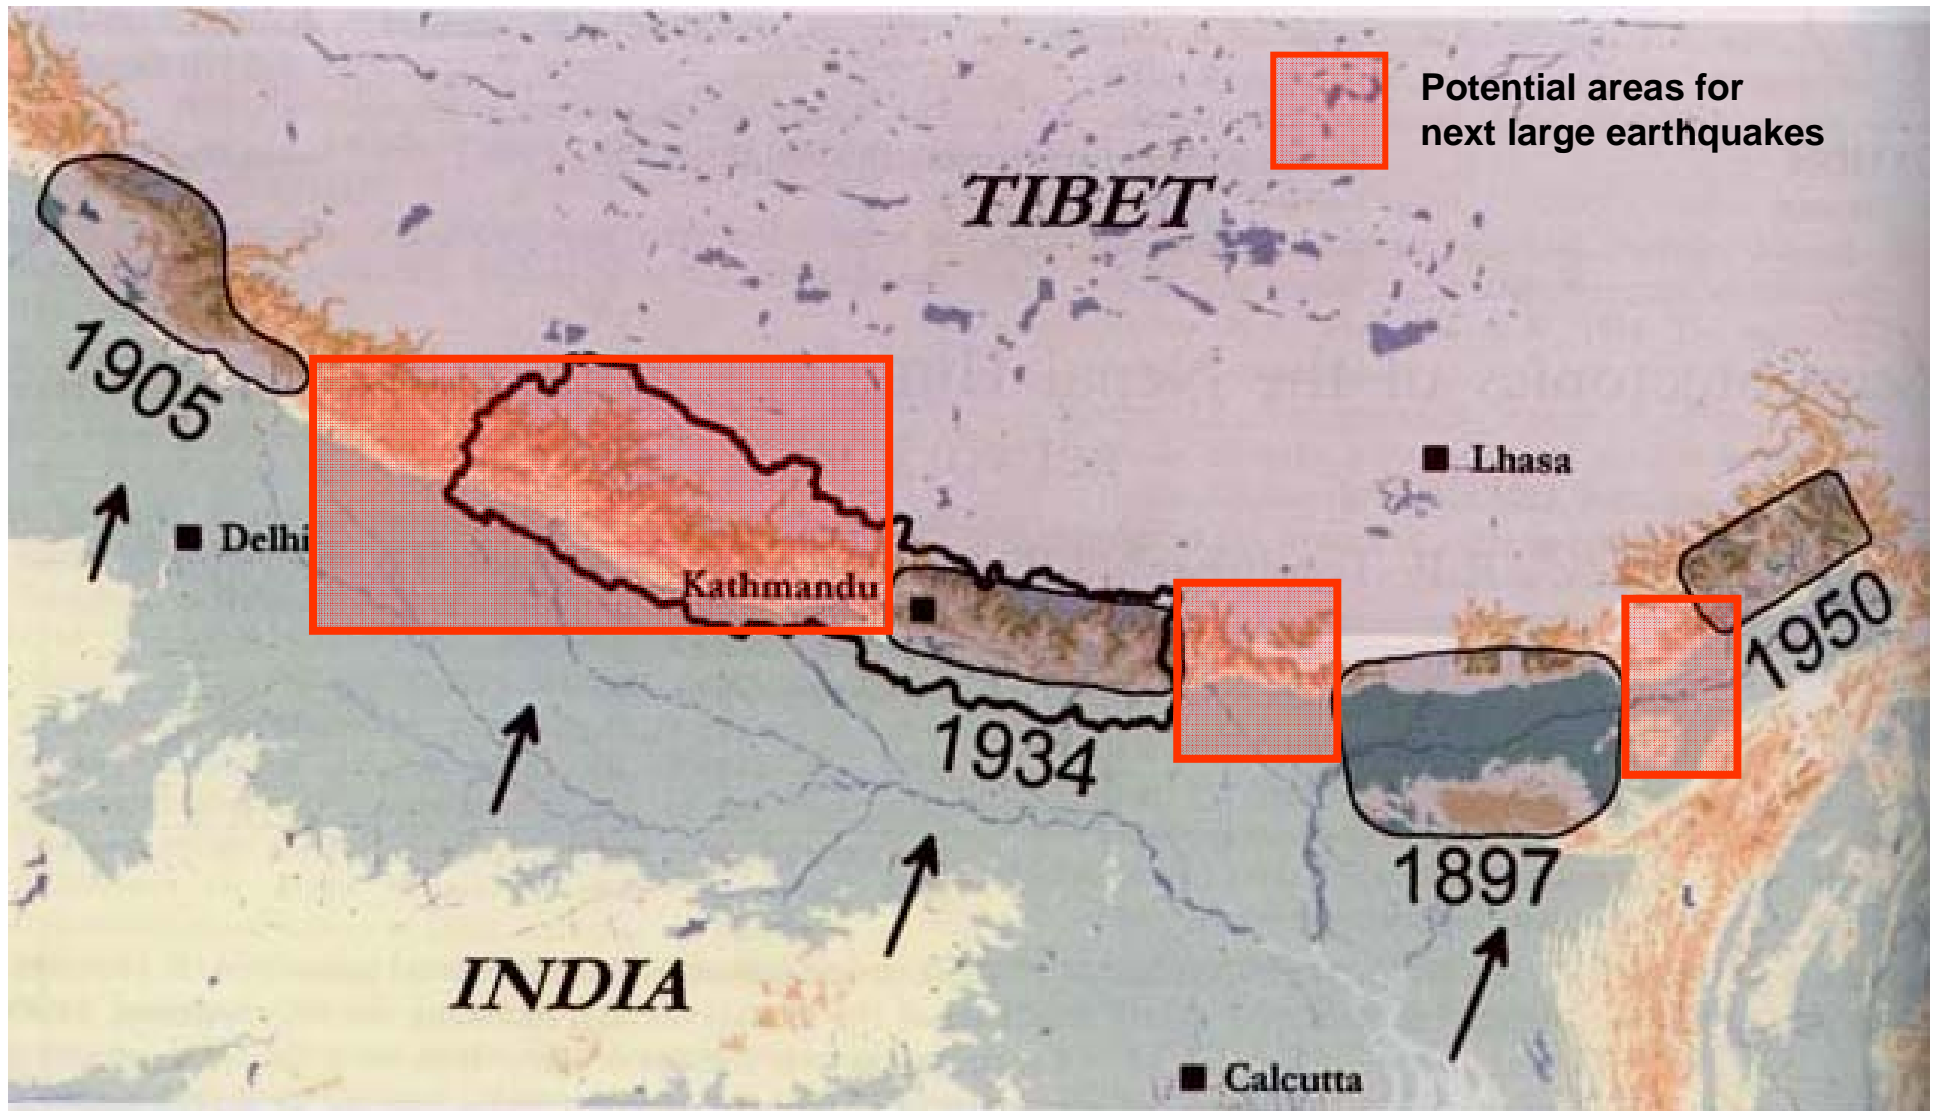 Potential areas for
next large earthquakes
TIBET
1905
Lhasa
Delhi
Kathmandu
1950
1934
1897
INDIA
Calcutta